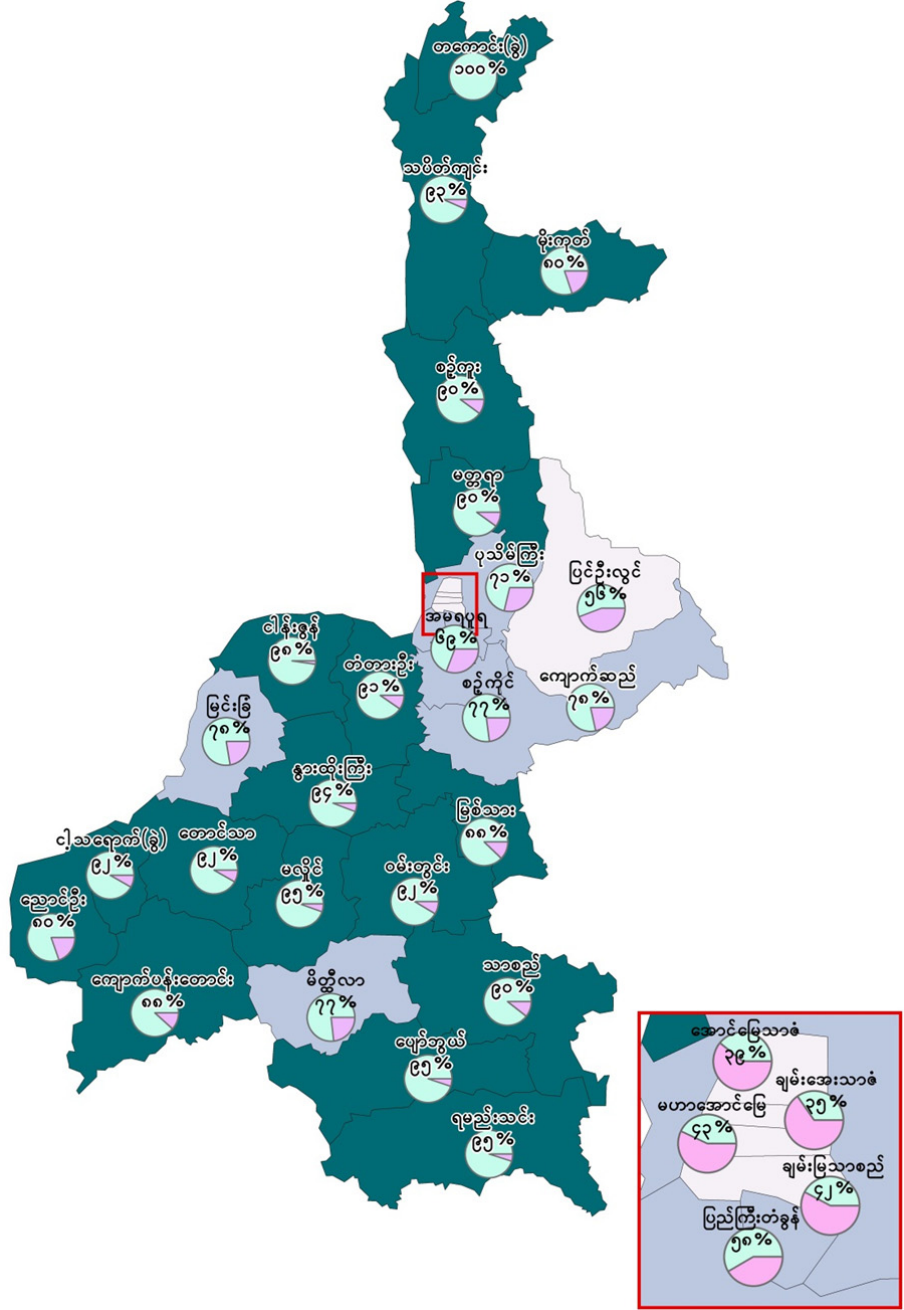 တကောင်း(ခွဲ)
၁၀၀%
သပိတ်ကျင်း
၉၃%
မိုးကုတ်
၈၀%
စဉ့်ကူး
၉၀%
မတ္တရာ
၉၀%
ပုသိမ်ကြီး
၇၁%
ပြင်ဦးလွင်
၅၆%
အမရပူရ
၆၉%
ငါန်းဇွန်
၉၈%
တံတားဦး
၉၁%
စဉ့်ကိုင်
၇၇%
ကျောက်ဆည်
၇၈%
မြင်းခြံ
၇၈%
နွားထိုးကြီး
၉၄%
မြစ်သား
၈၈%
ငါ့သရောက်(ခွဲ)
၉၂%
တောင်သာ
၉၂%
မလှိုင်
၉၅%
ဝမ်းတွင်း
၉၂%
ညောင်ဦး
၈၀%
ကျောက်ပန်းတောင်း
၈၈%
မိတ္ထီလာ
၇၇%
သာစည်
၉၀%
ပျော်ဘွယ်
၉၅%
ရမည်းသင်း
၉၅%
အောင်မြေသာဇံ
၃၉%
ချမ်းအေးသာဇံ
၃၅%
မဟာအောင်မြေ
၄၃%
ချမ်းမြသာစည်
၄၂%
ပြည်ကြီးတံခွန်
၅၈%